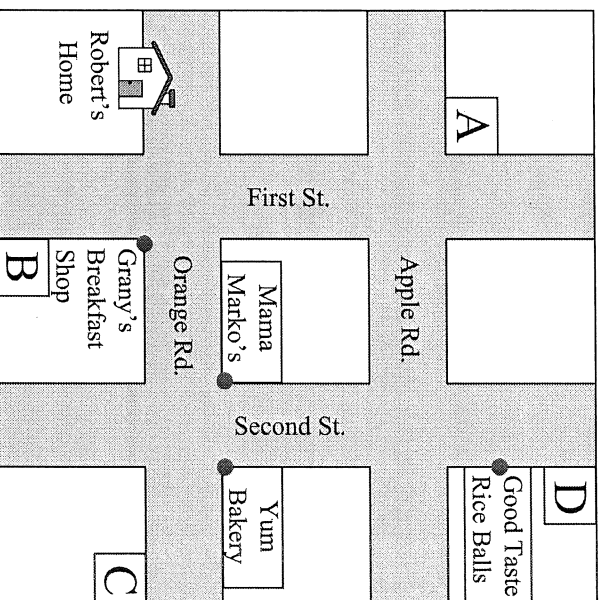 Robert's
Home
A
First St.
Grany's
Breakfast
Shop
B
Orange Rd.
Mama
Marko's
Apple Rd.
Second St.
Yum
Bakery
Good Taste
Rice Balls
D
C